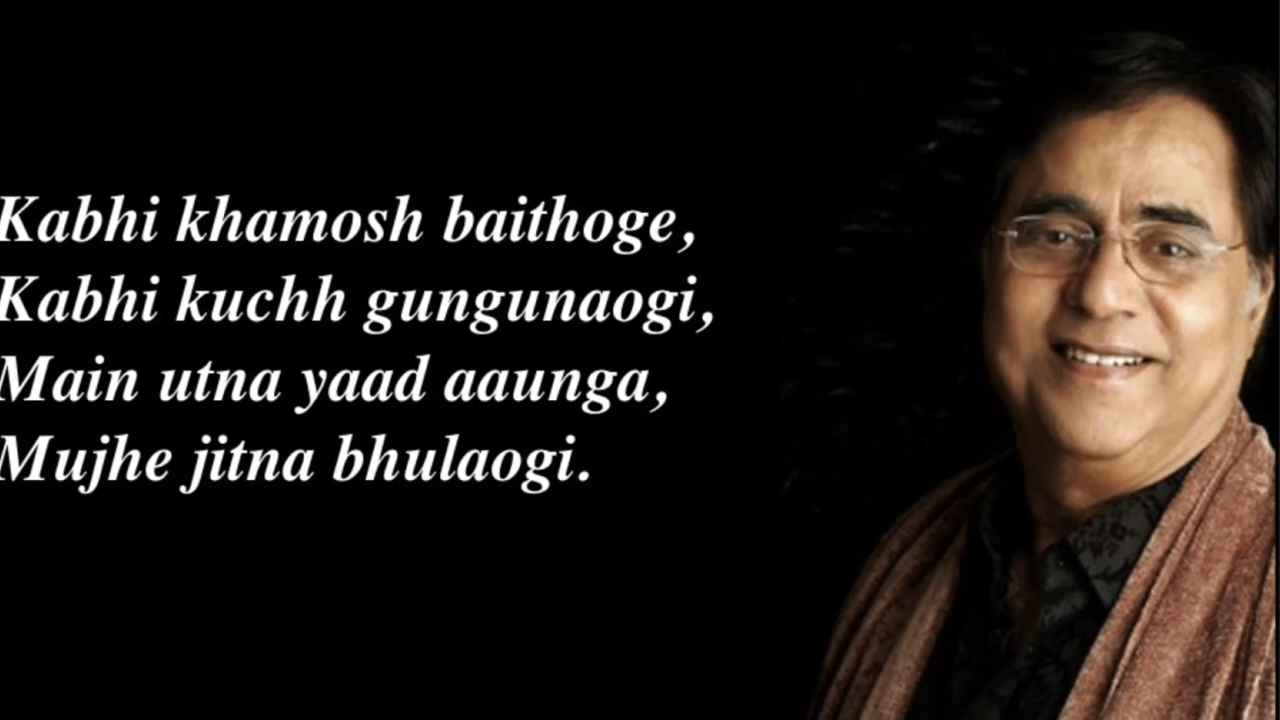 Kabhi khamosh baithoge,
Kabhi kuchh gungunaogi,
Main utna yaad aaunga,
Mujhe jitna bhulaogi.